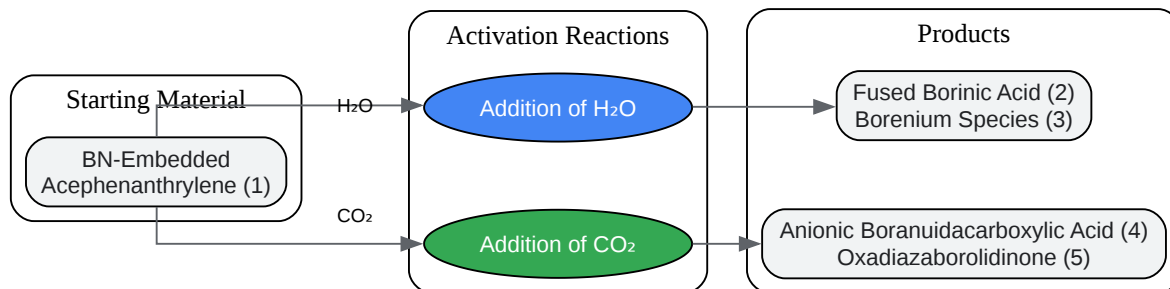 Starting Material
BN-Embedded
Acephenanthrylene (1)
H₂O
CO₂
Activation Reactions
Addition of H₂O
Addition of CO₂
Products
Fused Borinic Acid (2)
Borenium Species (3)
Anionic Boranuidacarboxylic Acid (4)
Oxadiazaborolidinone (5)